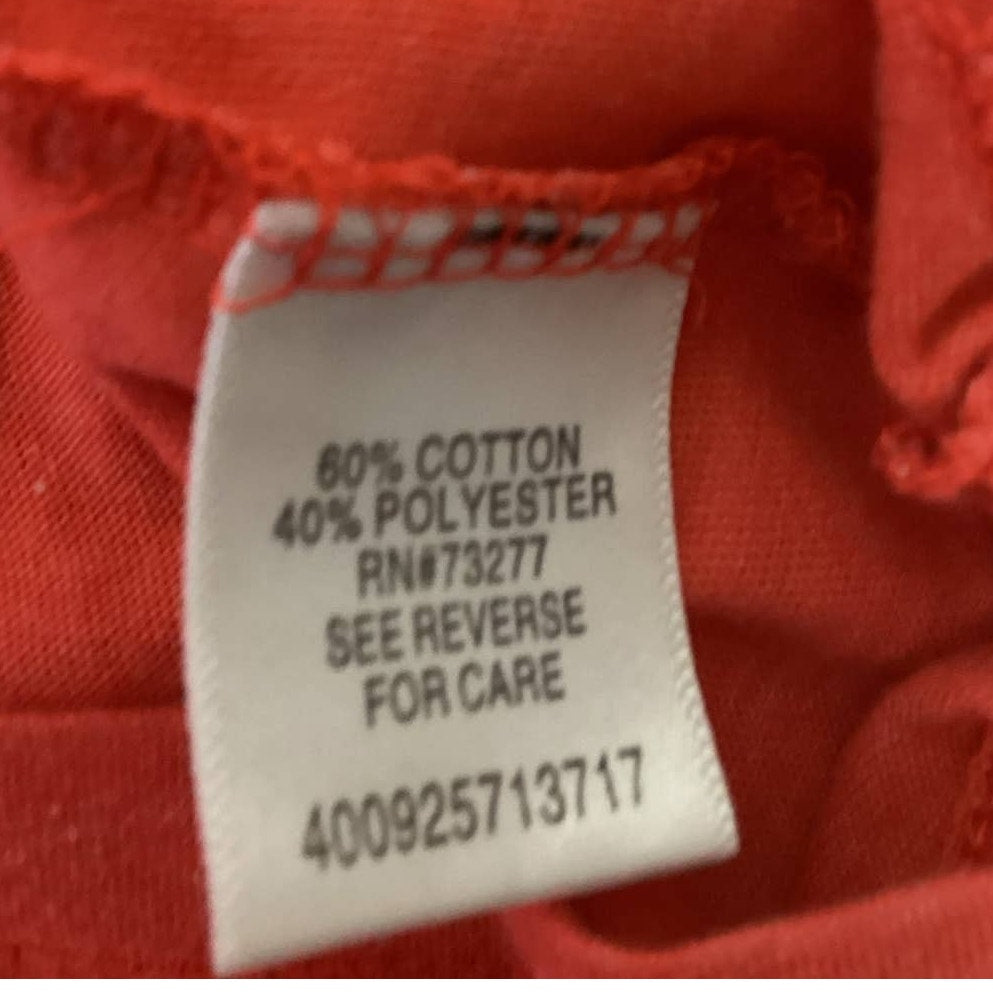 60% COTTON
40% POLYESTER
RN#73277
SEE REVERSE
FOR CARE
400925713717